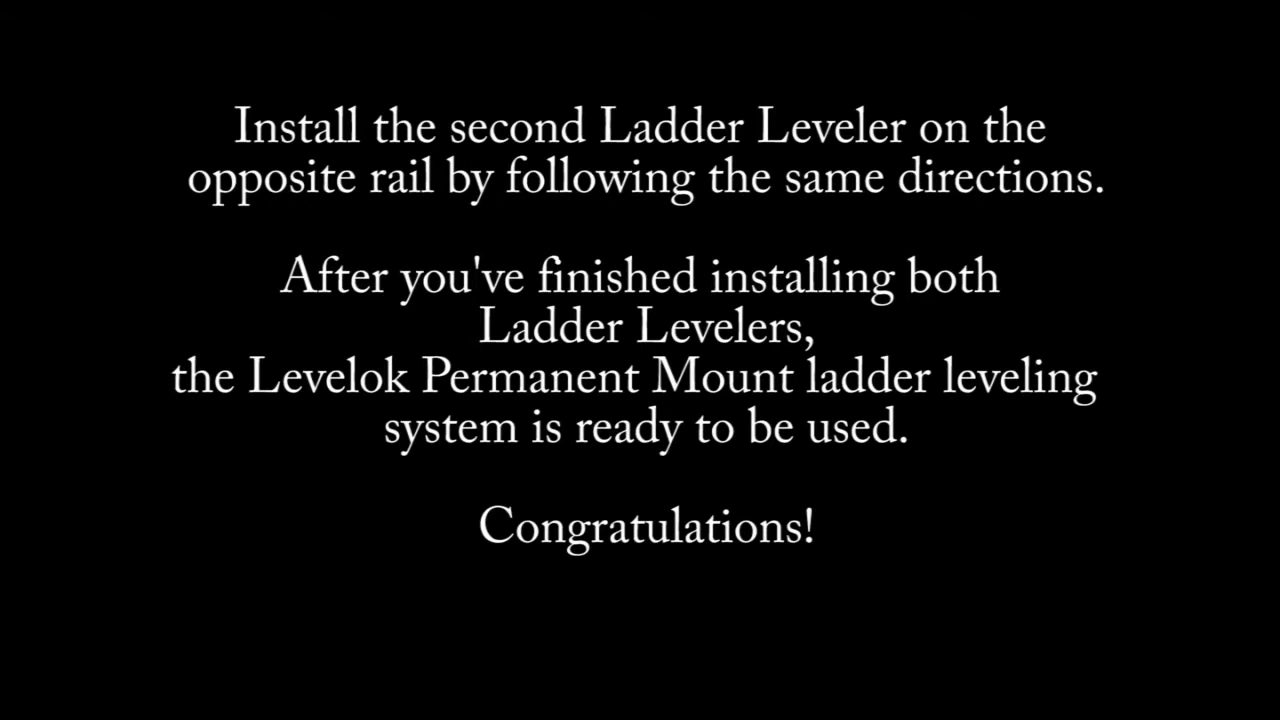 Install the second Ladder Leveler on the
opposite rail by following the same directions.
After you've finished installing both
Ladder Levelers,
the Levelok Permanent Mount ladder leveling
system is ready to be used.
Congratulations!